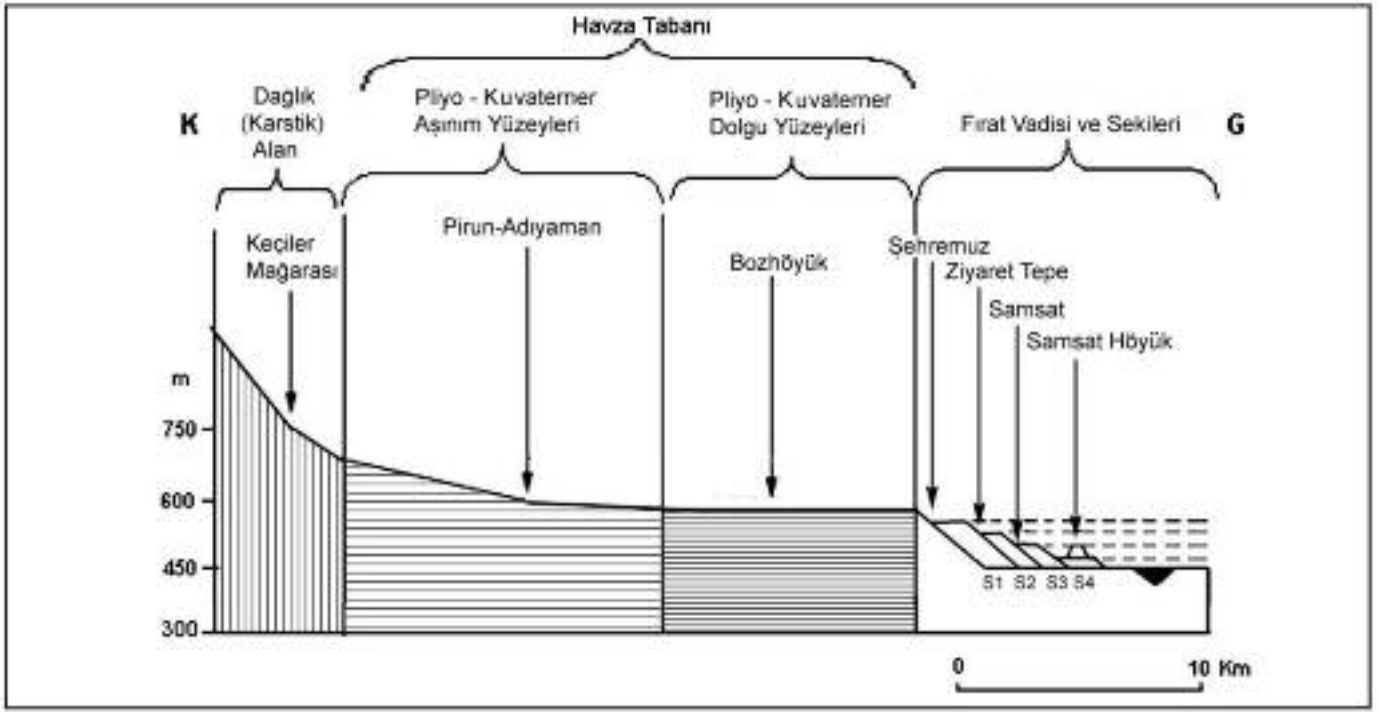 Havza Tabanı
K
Dağlık
(Karstik)
Alan
Pliyo - Kuvaterner
Aşınım Yüzeyleri
Pliyo - Kuvaterner
Dolgu Yüzeyleri
Fırat Vadisi ve Sekileri
G
Keçiler
Mağarası
Pirun-Adıyaman
Bozhöyük
Şehremuz
Ziyaret Tepe
Samsat
Samsat Höyük
m
750
600
450
300
S1 S2 S3 S4
0 10 Km